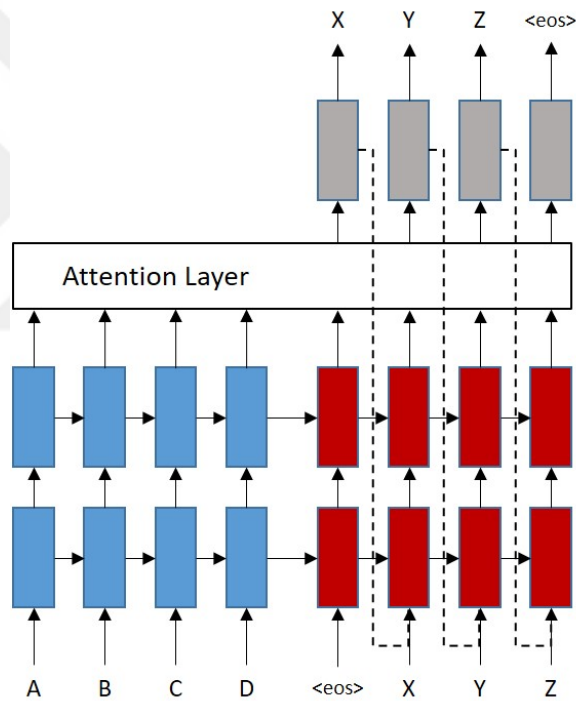 X Y Z <eos>
Attention Layer
A B C D <eos> X Y Z